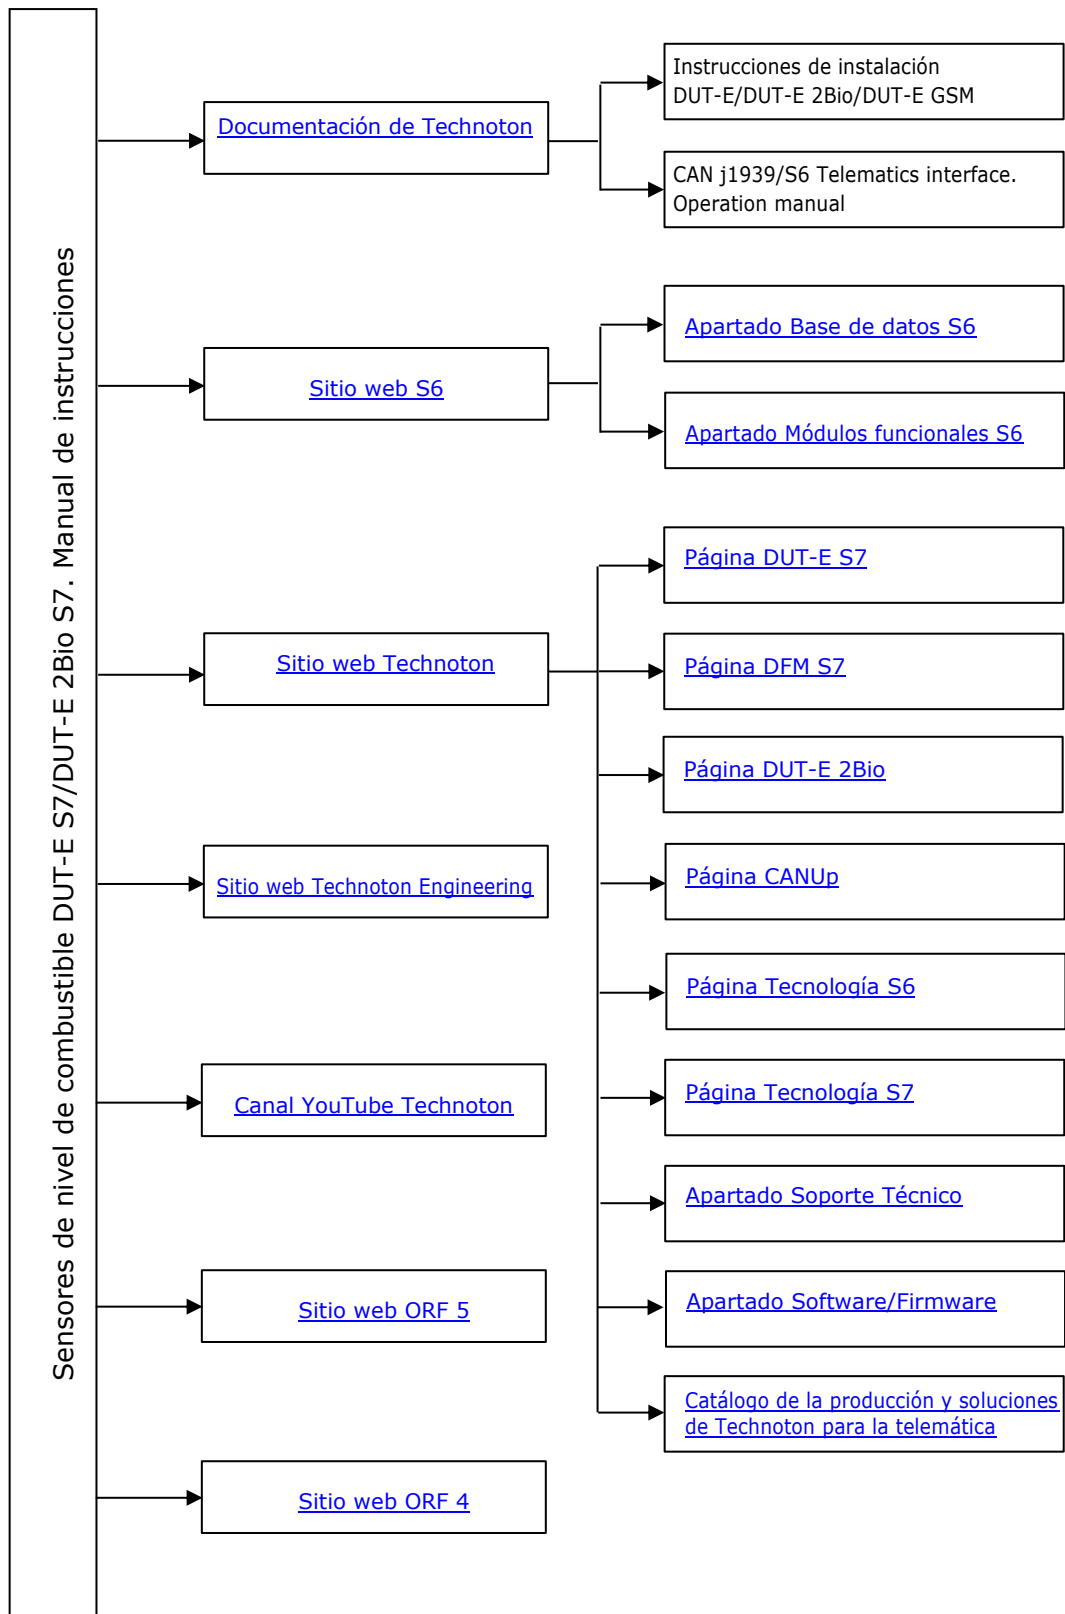 Sensores de nivel de combustible DUT-E S7/DUT-E 2Bio S7. Manual de instrucciones
Documentación de Technoton
Instrucciones de instalación
DUT-E/DUT-E 2Bio/DUT-E GSM
CAN j1939/S6 Telematics interface.
Operation manual
Sitio web S6
Apartado Base de datos S6
Apartado Módulos funcionales S6
Sitio web Technoton
Página DUT-E S7
Página DFM S7
Página DUT-E 2Bio
Página CANUp
Página Tecnología S6
Página Tecnología S7
Apartado Soporte Técnico
Apartado Software/Firmware
Catálogo de la producción y soluciones
de Technoton para la telemática
Sitio web Technoton Engineering
Canal YouTube Technoton
Sitio web ORF 5
Sitio web ORF 4